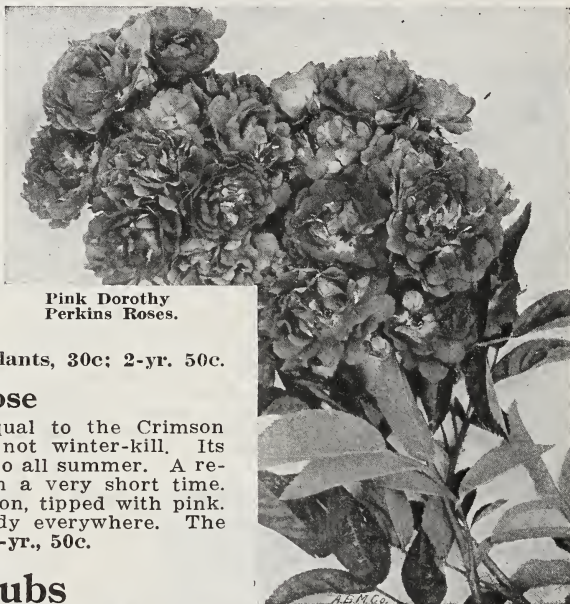 Pink Dorothy
Perkins Roses.
lants, 30c; 2-yr. 50c.
ose
qual to the Crimson
not winter-kill. Its
o all summer. A re-
n a very short time.
on, tipped with pink.
dy everywhere. The
-yr., 50c.
ubs
A.B.M.Co.